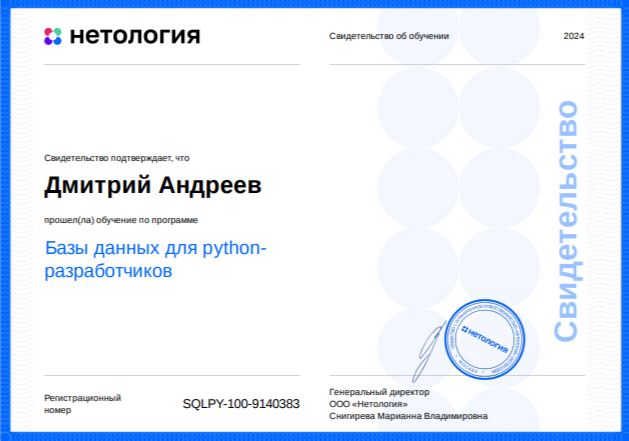 нетология
Свидетельство об обучении
2024
Свидетельство подтверждает, что
Дмитрий Андреев
прошел(ла) обучение по программе
Базы данных для python-
разработчиков
Свидетельство
нетология
Регистрационный
номер
SQLPY-100-9140383
Генеральный директор
ООО «Нетология»
Снигирева Марианна Владимировна